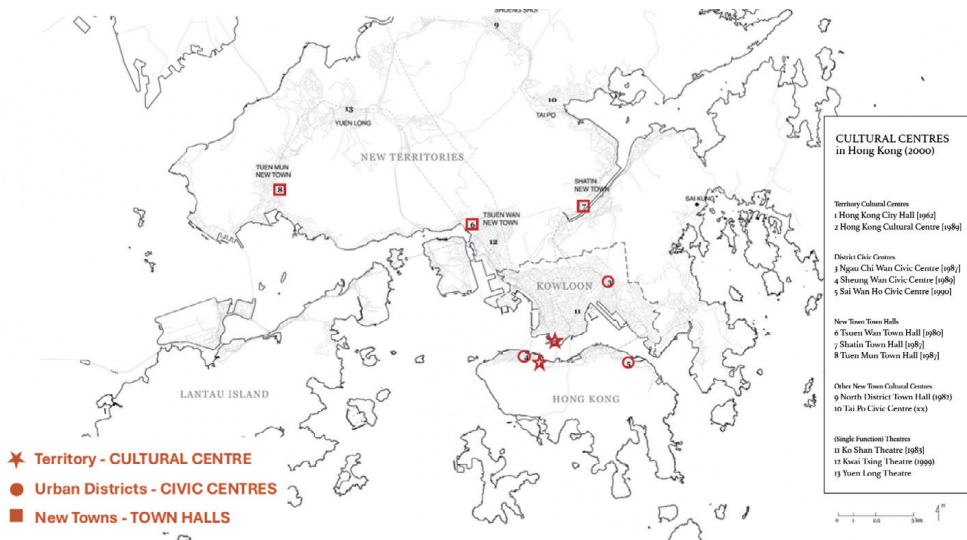 SHUENG SHUI
9
10
TAI PO
13
YUEN LONG
NEW TERRITORIES
TUEN MUN
NEW TOWN
8
SHATIN
NEW TOWN
7
SAI KUNG
TSUEN WAN
NEW TOWN
6
12
KOWLOON
3
11
2
4
1
5
LANTAU ISLAND
HONG KONG
CULTURAL CENTRES
in Hong Kong (2000)
Territory Cultural Centres
1 Hong Kong City Hall [1962]
2 Hong Kong Cultural Centre [1989]
District Civic Centres
3 Ngau Chi Wan Civic Centre [1987]
4 Sheung Wan Civic Centre [1989]
5 Sai Wan Ho Civic Centre [1990]
New Town Town Halls
6 Tsuen Wan Town Hall [1980]
7 Shatin Town Hall [1987]
8 Tuen Mun Town Hall [1987]
Other New Town Cultural Centres
9 North District Town Hall (1982)
10 Tai Po Civic Centre (xx)
(Single Function) Theatres
11 Ko Shan Theatre [1983]
12 Kwai Tsing Theatre (1999)
13 Yuen Long Theatre
Territory - CULTURAL CENTRE
Urban Districts - CIVIC CENTRES
New Towns - TOWN HALLS